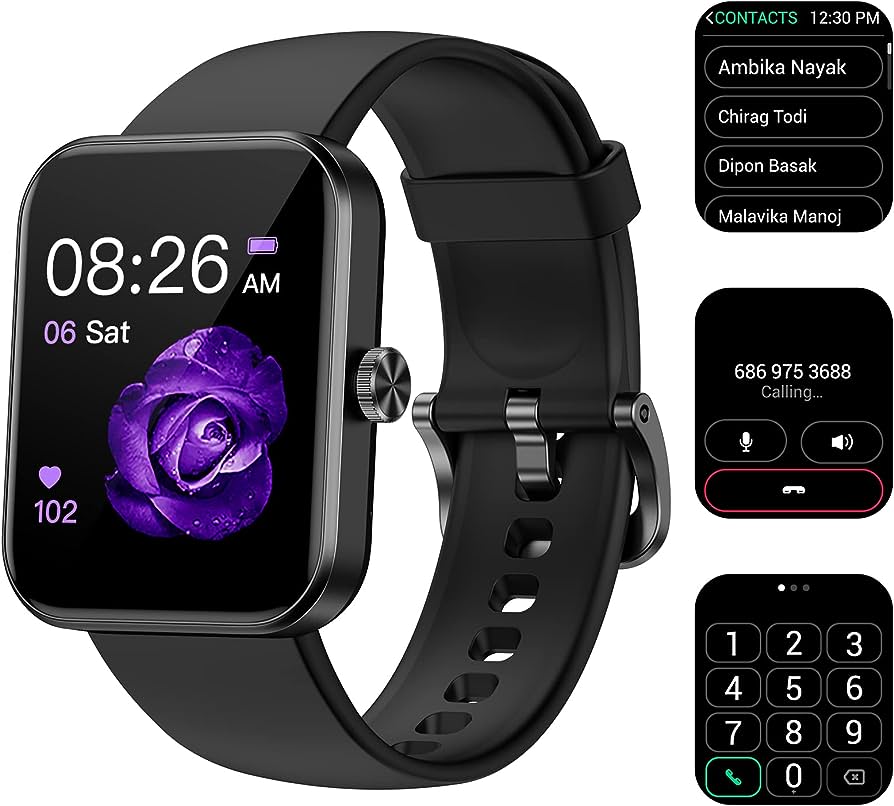 08:26
AM
06 Sat
102
<CONTACTS 12:30 PM
Ambika Nayak
Chirag Todi
Dipon Basak
Malavika Manoj
686 975 3688
Calling...
1 2 3
4 5 6
7 8 9
0
+